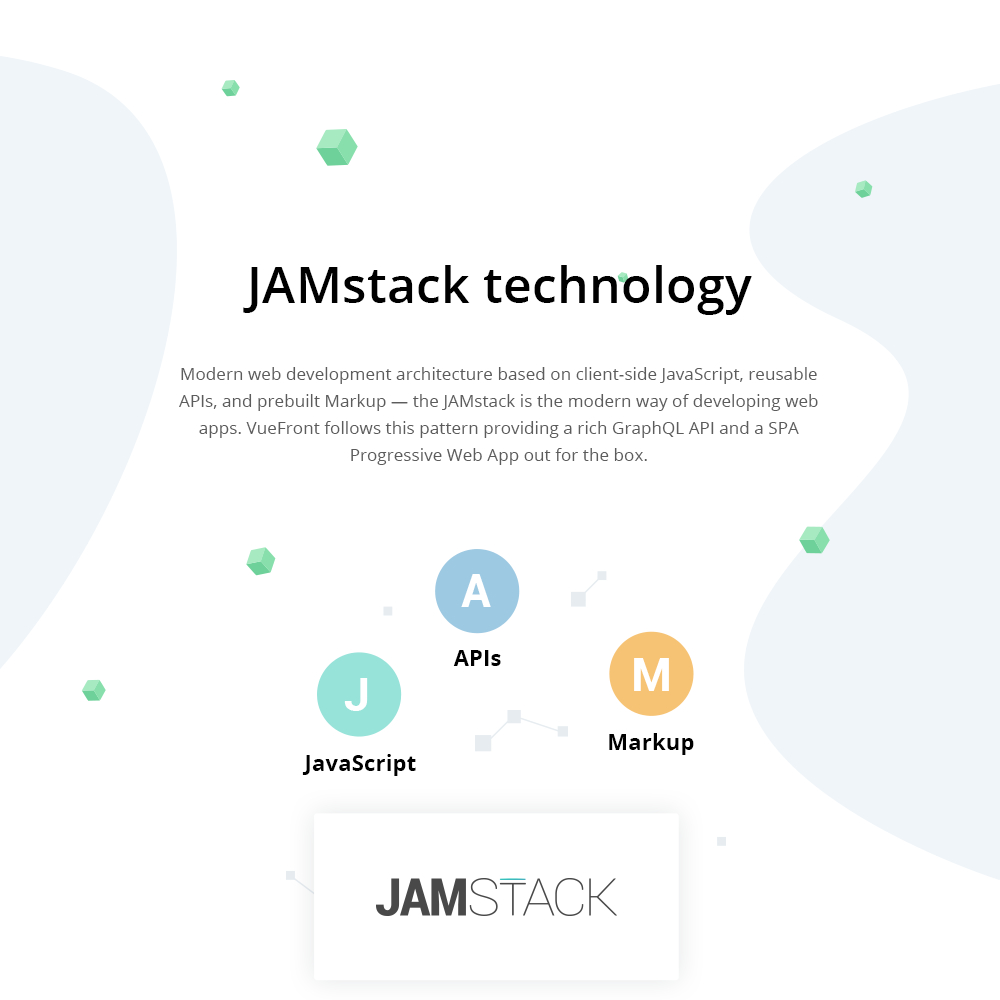 JAMstack technology
Modern web development architecture based on client-side JavaScript, reusable
APIs, and prebuilt Markup — the JAMstack is the modern way of developing web
apps. VueFront follows this pattern providing a rich GraphQL API and a SPA
Progressive Web App out for the box.
A
APIs
M
Markup
J
JavaScript
JAMSTACK